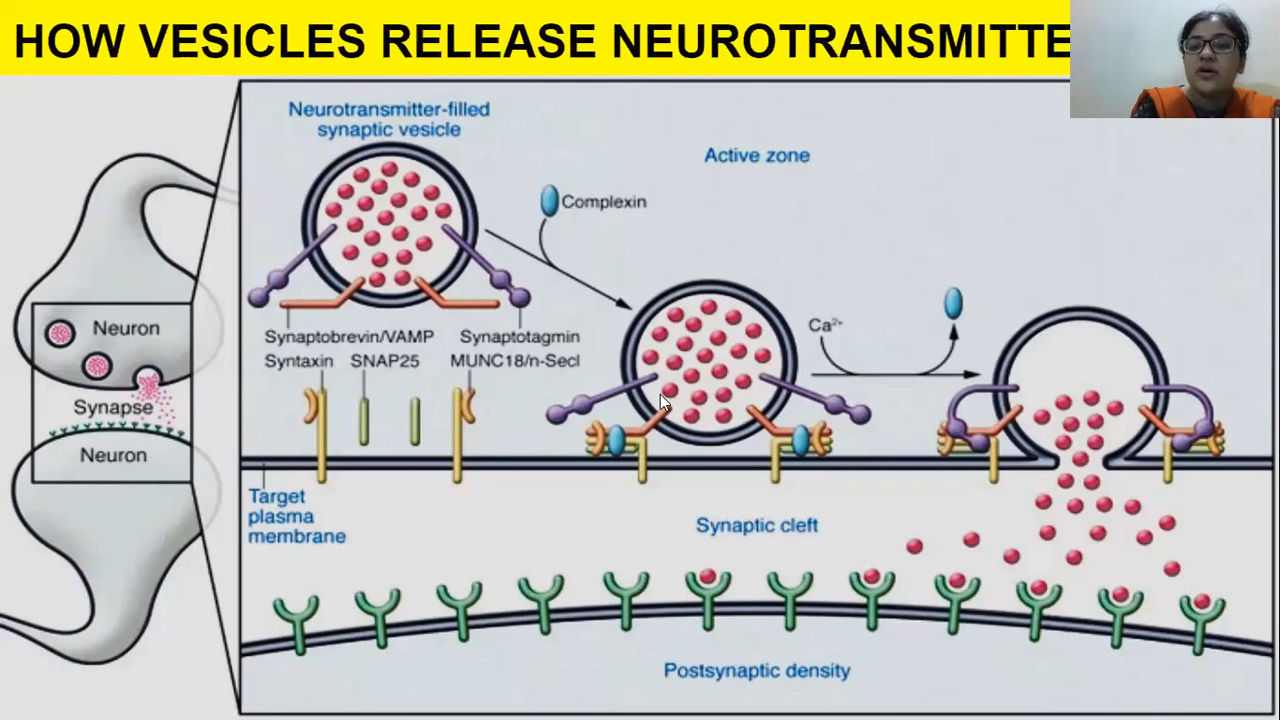 HOW VESICLES RELEASE NEUROTRANSMITTE
Neurotransmitter-filled
synaptic vesicle
Active zone
Complexin
Ca²⁺
Synaptobrevin/VAMP
Synaptotagmin
Syntaxin
SNAP25
MUNC18/n-Secl
Neuron
Synapse
Neuron
Target
plasma
membrane
Synaptic cleft
Postsynaptic density